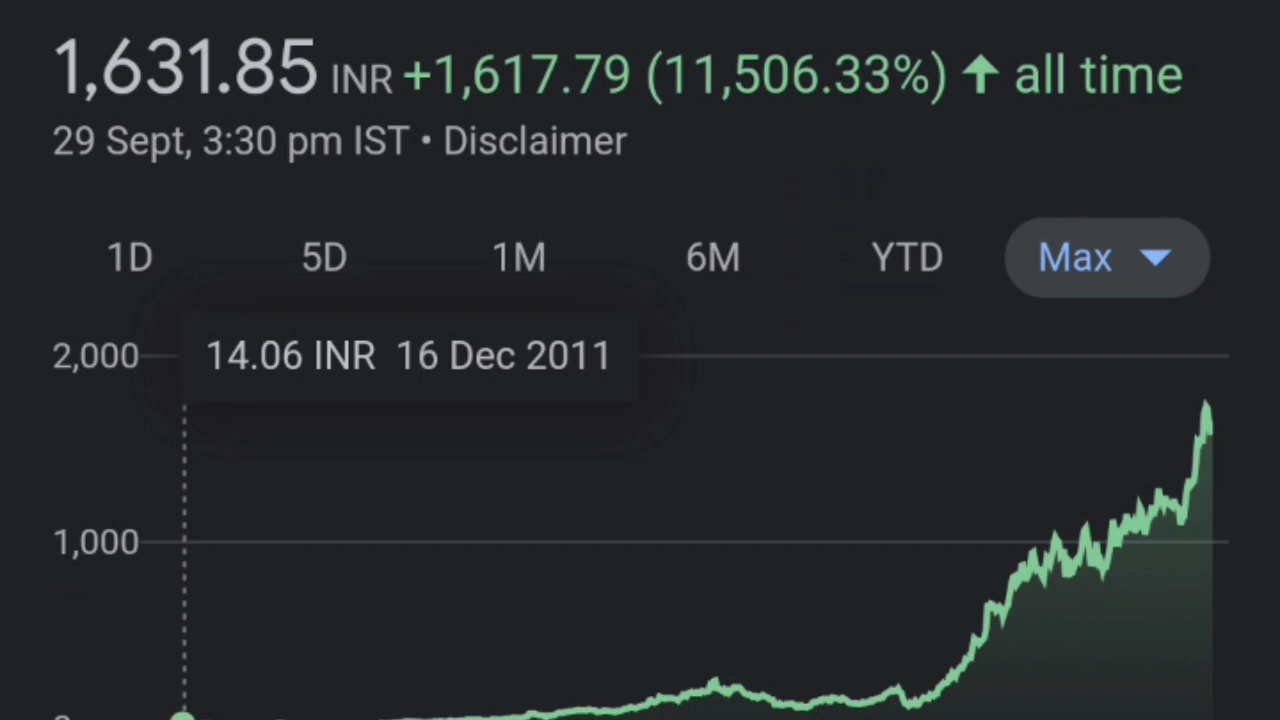 1,631.85 INR +1,617.79 (11,506.33%) ↑ all time
29 Sept, 3:30 pm IST • Disclaimer
1D 5D 1M 6M YTD Max
2,000 14.06 INR 16 Dec 2011
1,000